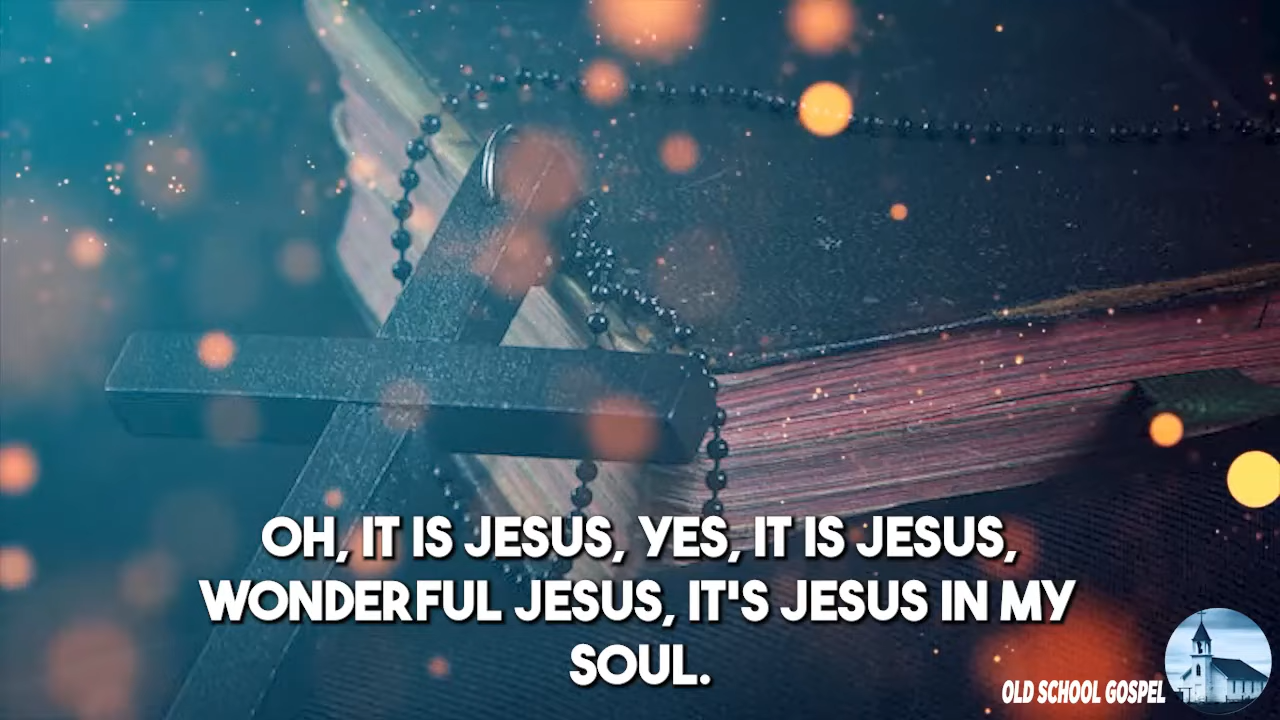 OH, IT IS JESUS, YES, IT IS JESUS,
WONDERFUL JESUS, IT'S JESUS IN MY
SOUL.
OLD SCHOOL GOSPEL